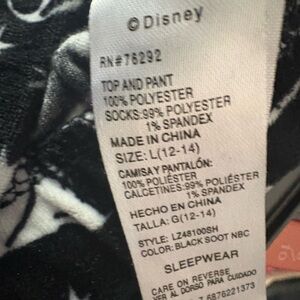 ©Disney
RN#76292
TOP AND PANT
100% POLYESTER
SOCKS:99% POLYESTER
1% SPANDEX
MADE IN CHINA
SIZE: L(12-14)
CAMISA Y PANTALÓN:
100% POLIÉSTER
CALCETINES:99% POLIÉSTER
1% SPANDEX
HECHO EN CHINA
TALLA: G(12-14)
STYLE: LZ48100SH
COLOR: BLACK SOOT NBC
SLEEPWEAR
CARE ON REVERSE
VER AL DORSO PARA CUIDADO
6876221373